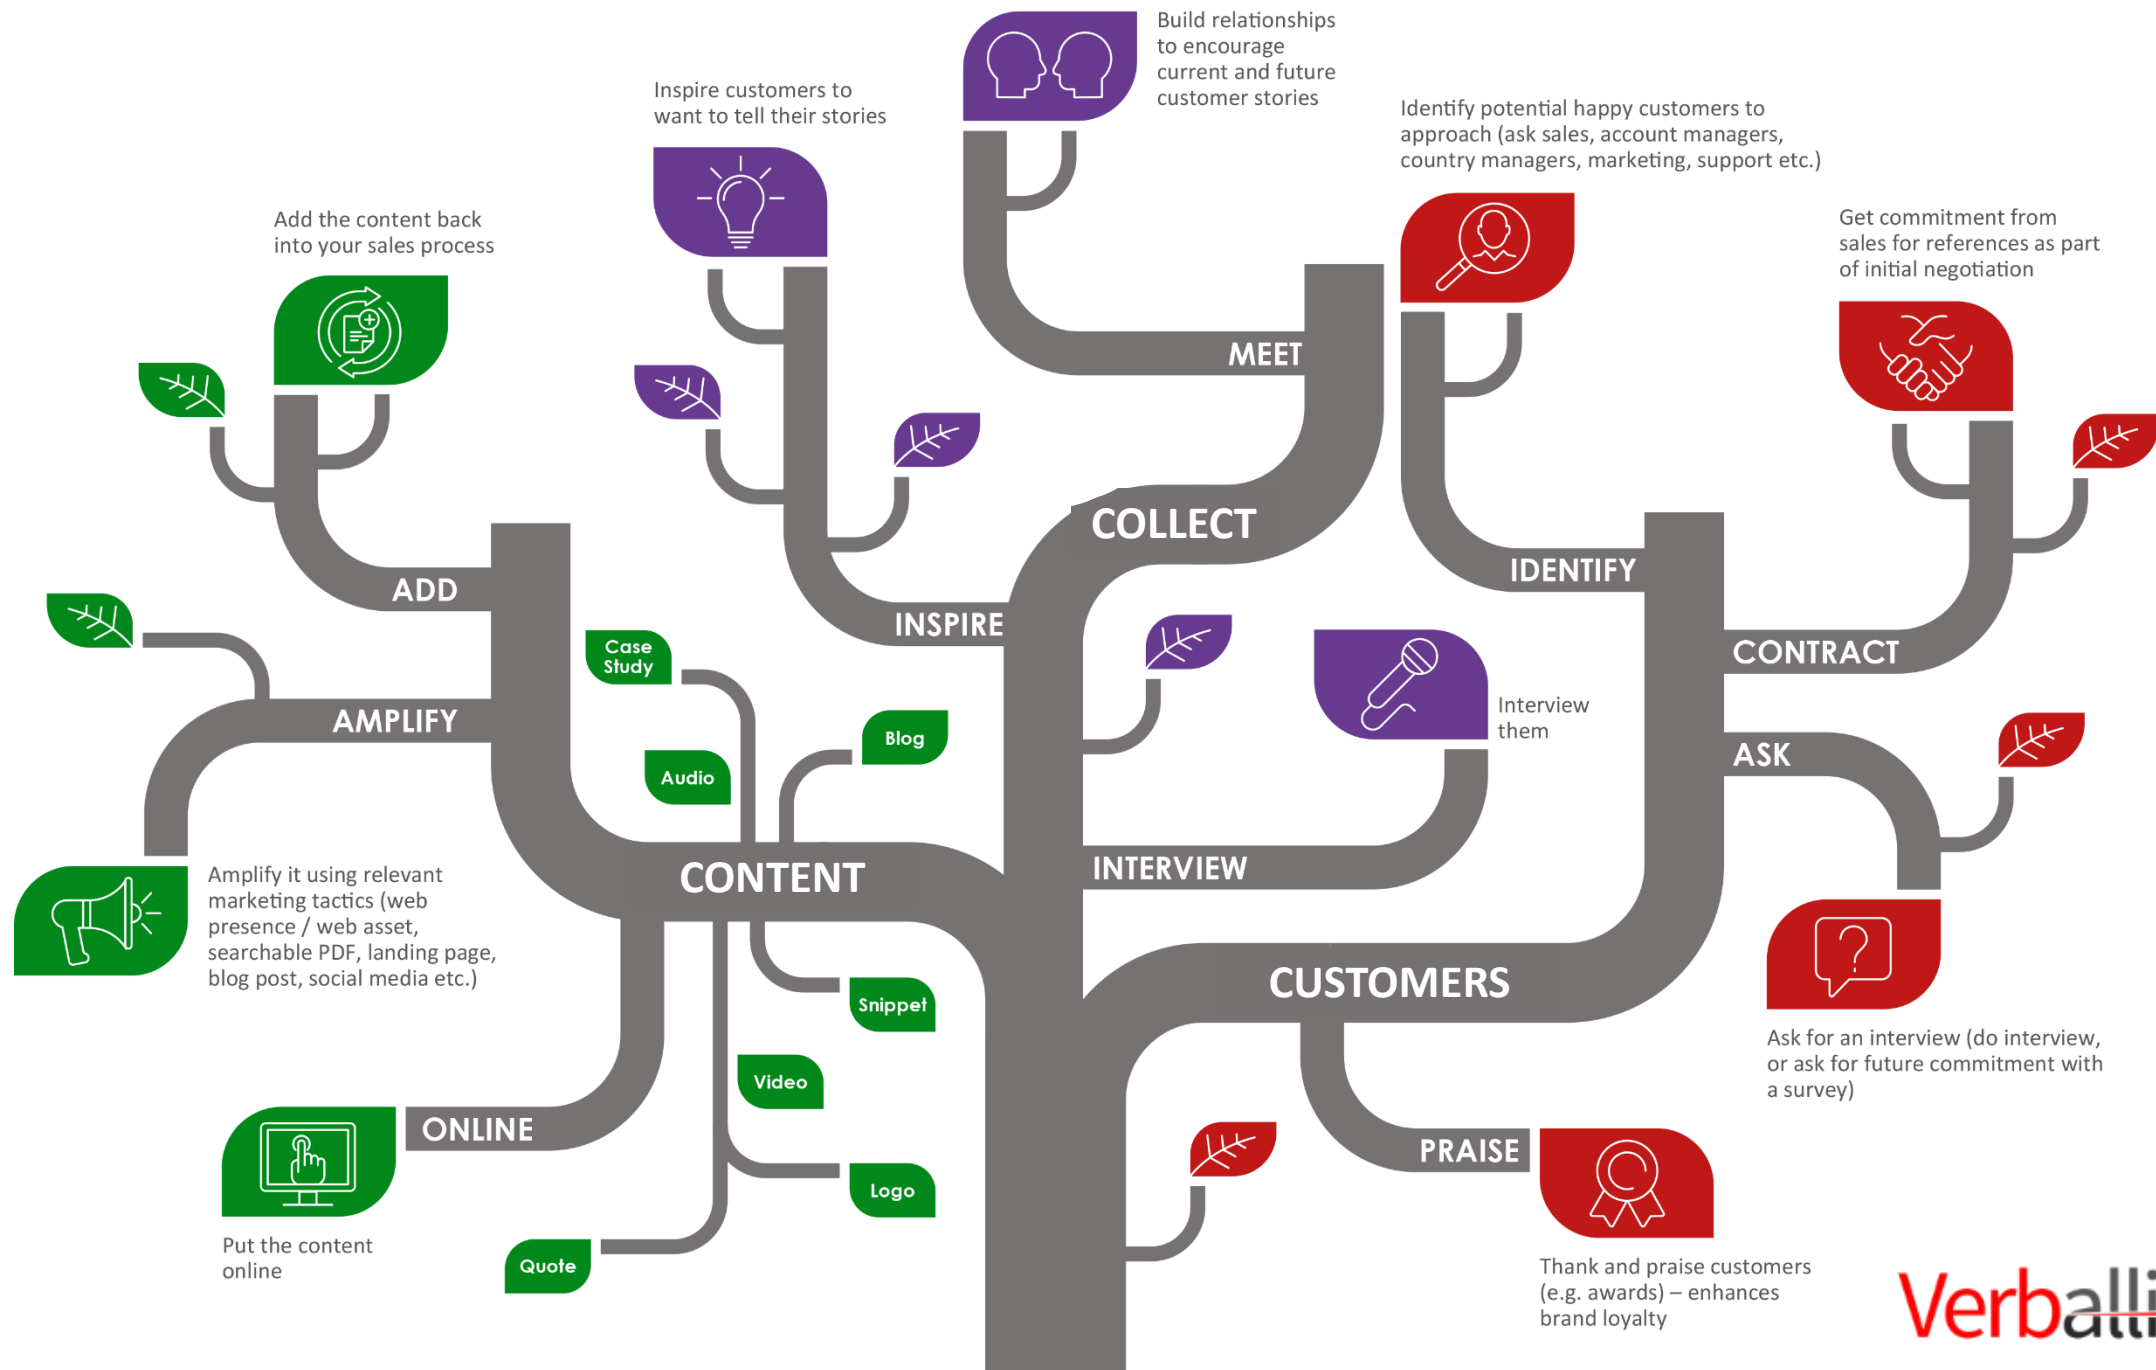 Build relationships
to encourage
current and future
customer stories
Inspire customers to
want to tell their stories
Identify potential happy customers to
approach (ask sales, account managers,
country managers, marketing, support etc.)
Add the content back
into your sales process
Get commitment from
sales for references as part
of initial negotiation
MEET
COLLECT
IDENTIFY
ADD
INSPIRE
CONTRACT
Case
Study
AMPLIFY
Blog
Audio
Interview
them
ASK
CONTENT
INTERVIEW
Amplify it using relevant
marketing tactics (web
presence / web asset,
searchable PDF, landing page,
blog post, social media etc.)
CUSTOMERS
Snippet
?
Ask for an interview (do interview,
or ask for future commitment with
a survey)
Video
ONLINE
PRAISE
Logo
Put the content
online
Quote
Thank and praise customers
(e.g. awards) – enhances
brand loyalty
Verballi